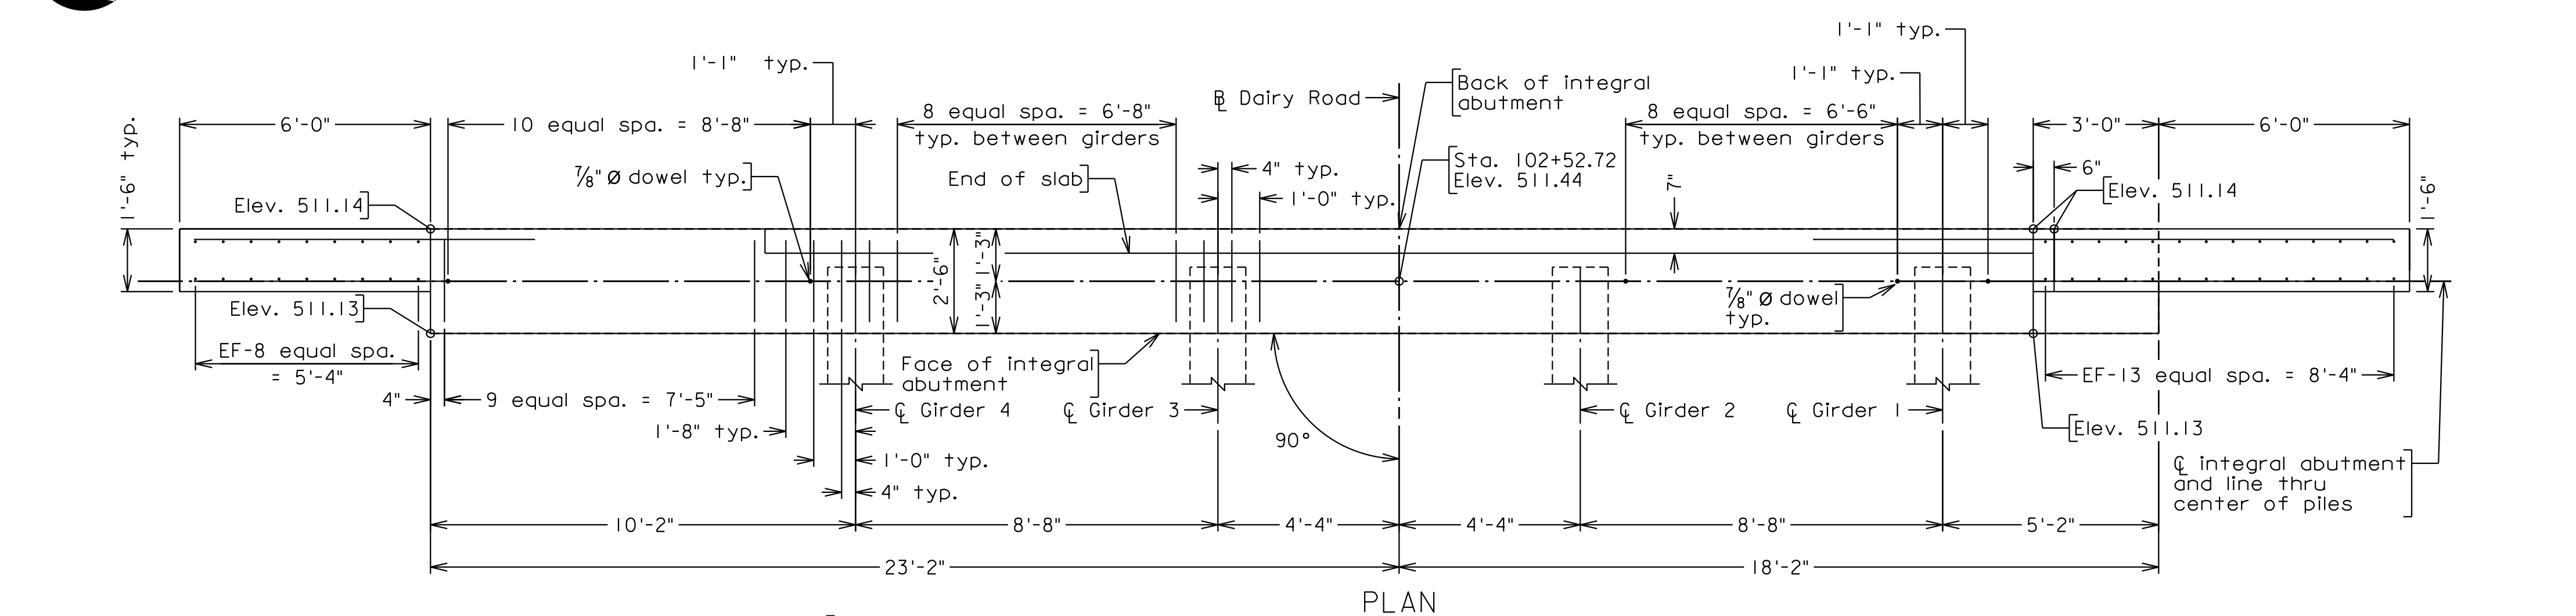 1'-1" typ.
1'-1" typ.
1'-1" typ.
6'-0"
10 equal spa. = 8'-8"
8 equal spa. = 6'-8"
typ. between girders
℄ Dairy Road
Back of integral
abutment
8 equal spa. = 6'-6"
typ. between girders
3'-0"
6'-0"
1'-6" typ.
⅞" Ø dowel typ.
End of slab
4" typ.
1'-0" typ.
Sta. 102+52.72
Elev. 511.44
7"
6"
Elev. 511.14
1'-6"
Elev. 511.14
2'-6"
1'-3"
1'-3"
Elev. 511.13
⅞" Ø dowel
typ.
EF-8 equal spa.
= 5'-4"
Face of integral
abutment
EF-13 equal spa. = 8'-4"
4"
9 equal spa. = 7'-5"
℄ Girder 4
℄ Girder 3
℄ Girder 2
℄ Girder 1
1'-8" typ.
90°
Elev. 511.13
1'-0" typ.
4" typ.
℄ integral abutment
and line thru
center of piles
10'-2"
8'-8"
4'-4"
4'-4"
8'-8"
5'-2"
23'-2"
18'-2"
PLAN